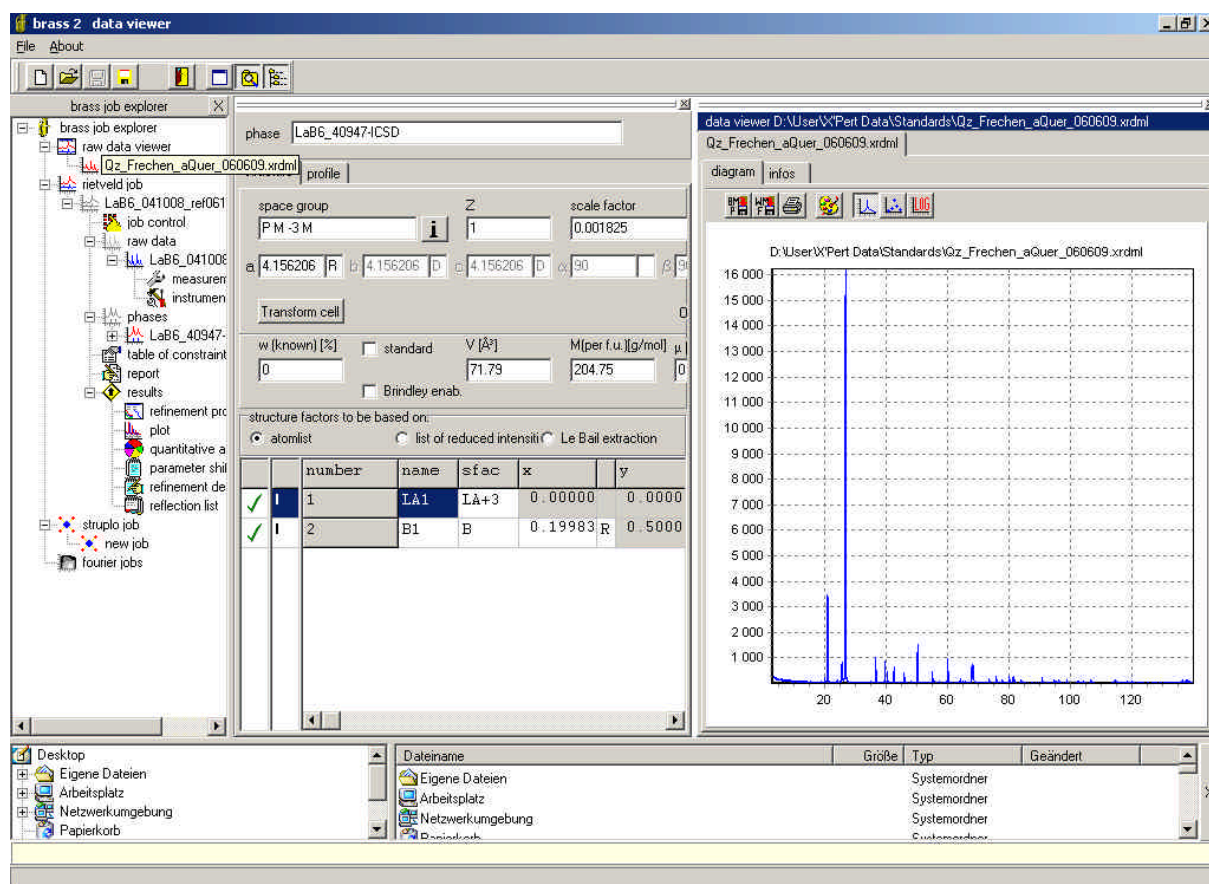 brass 2 data viewer
File About
brass job explorer
brass job explorer
raw data viewer
Qz_Frechen_aQuer_060609.xrdml
rietveld job
LaB6_041008_ref061
job control
raw data
LaB6_041008
measuremen
instrumen
phases
LaB6_40947-
table of constraint
report
results
refinement pro
plot
quantitative a
parameter shif
refinement de
reflection list
struplo job
new job
fourier jobs
phase LaB6_40947-ICSD
profile
space group Z scale factor
P M -3 M i 1 0.001825
a 4.156206 R b 4.156206 D c 4.156206 D α 90 β 90
Transform cell
w (known) [%] standard V [Å³] M(per f.u.)[g/mol] μ
0 71.79 204.75 0
Brindley enab.
structure factors to be based on:
atomlist list of reduced intensiti Le Bail extraction
number name sfac x y
1 LA1 LA+3 0.00000 0.0000
2 B1 B 0.19983 R 0.5000
data viewer D:\User\X'Pert Data\Standards\Qz_Frechen_aQuer_060609.xrdml
Qz_Frechen_aQuer_060609.xrdml
diagram infos
BMP WMF LOG
D:\User\X'Pert Data\Standards\Qz_Frechen_aQuer_060609.xrdml
16 000
15 000
14 000
13 000
12 000
11 000
10 000
9 000
8 000
7 000
6 000
5 000
4 000
3 000
2 000
1 000
20 40 60 80 100 120
Desktop
Eigene Dateien
Arbeitsplatz
Netzwerkumgebung
Papierkorb
Dateiname Größe Typ Geändert
Eigene Dateien Systemordner
Arbeitsplatz Systemordner
Netzwerkumgebung Systemordner
Papierkorb Systemordner